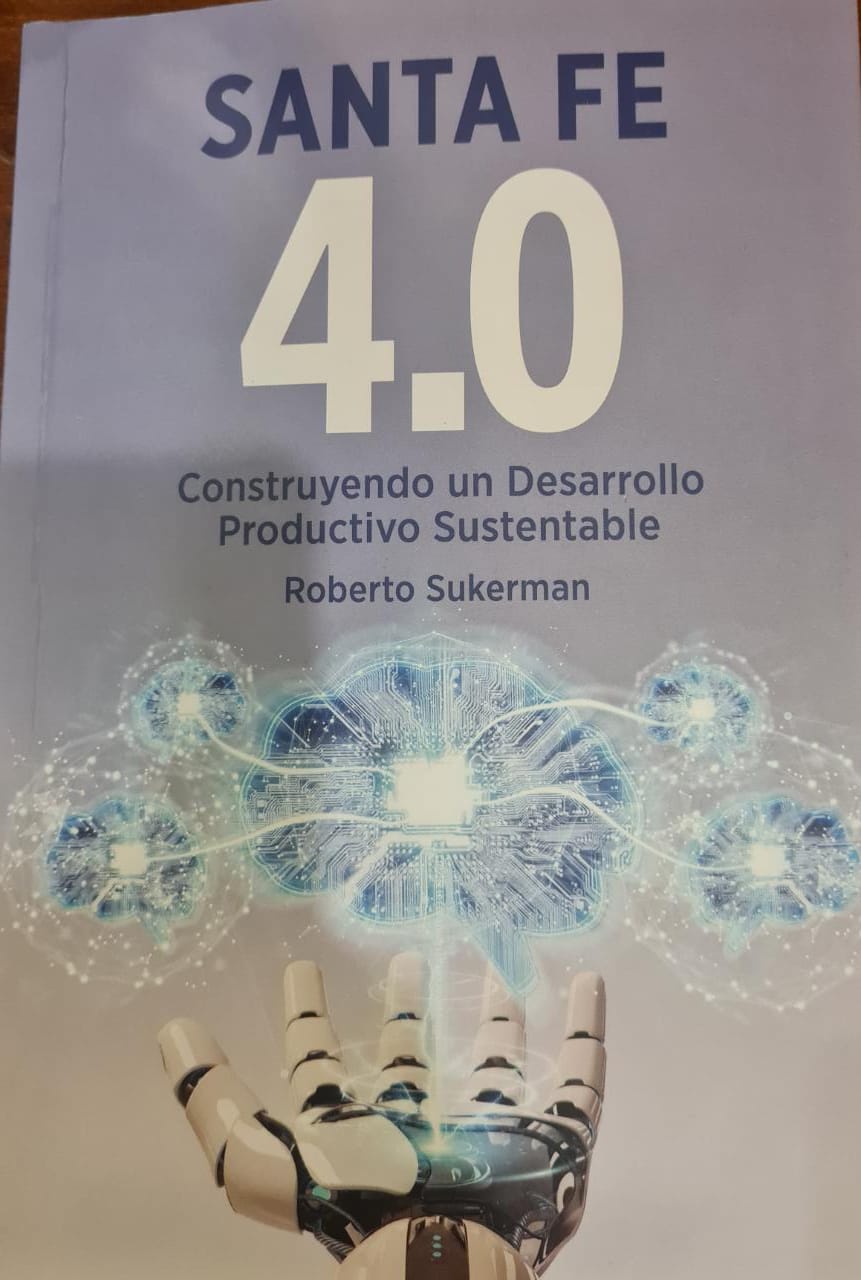 SANTA FE
4.0
Construyendo un Desarrollo
Productivo Sustentable
Roberto Sukerman